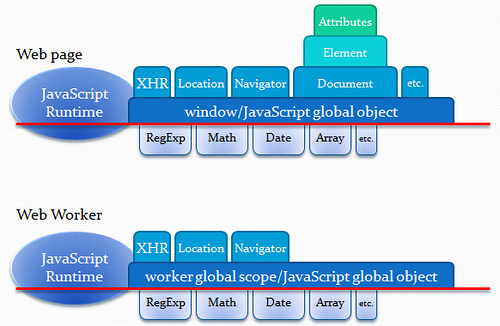 Attributes
Element
Web page
XHR Location Navigator Document etc.
JavaScript
Runtime
window/JavaScript global object
RegExp Math Date Array etc.
Web Worker
XHR Location Navigator
JavaScript
Runtime
worker global scope/JavaScript global object
RegExp Math Date Array etc.